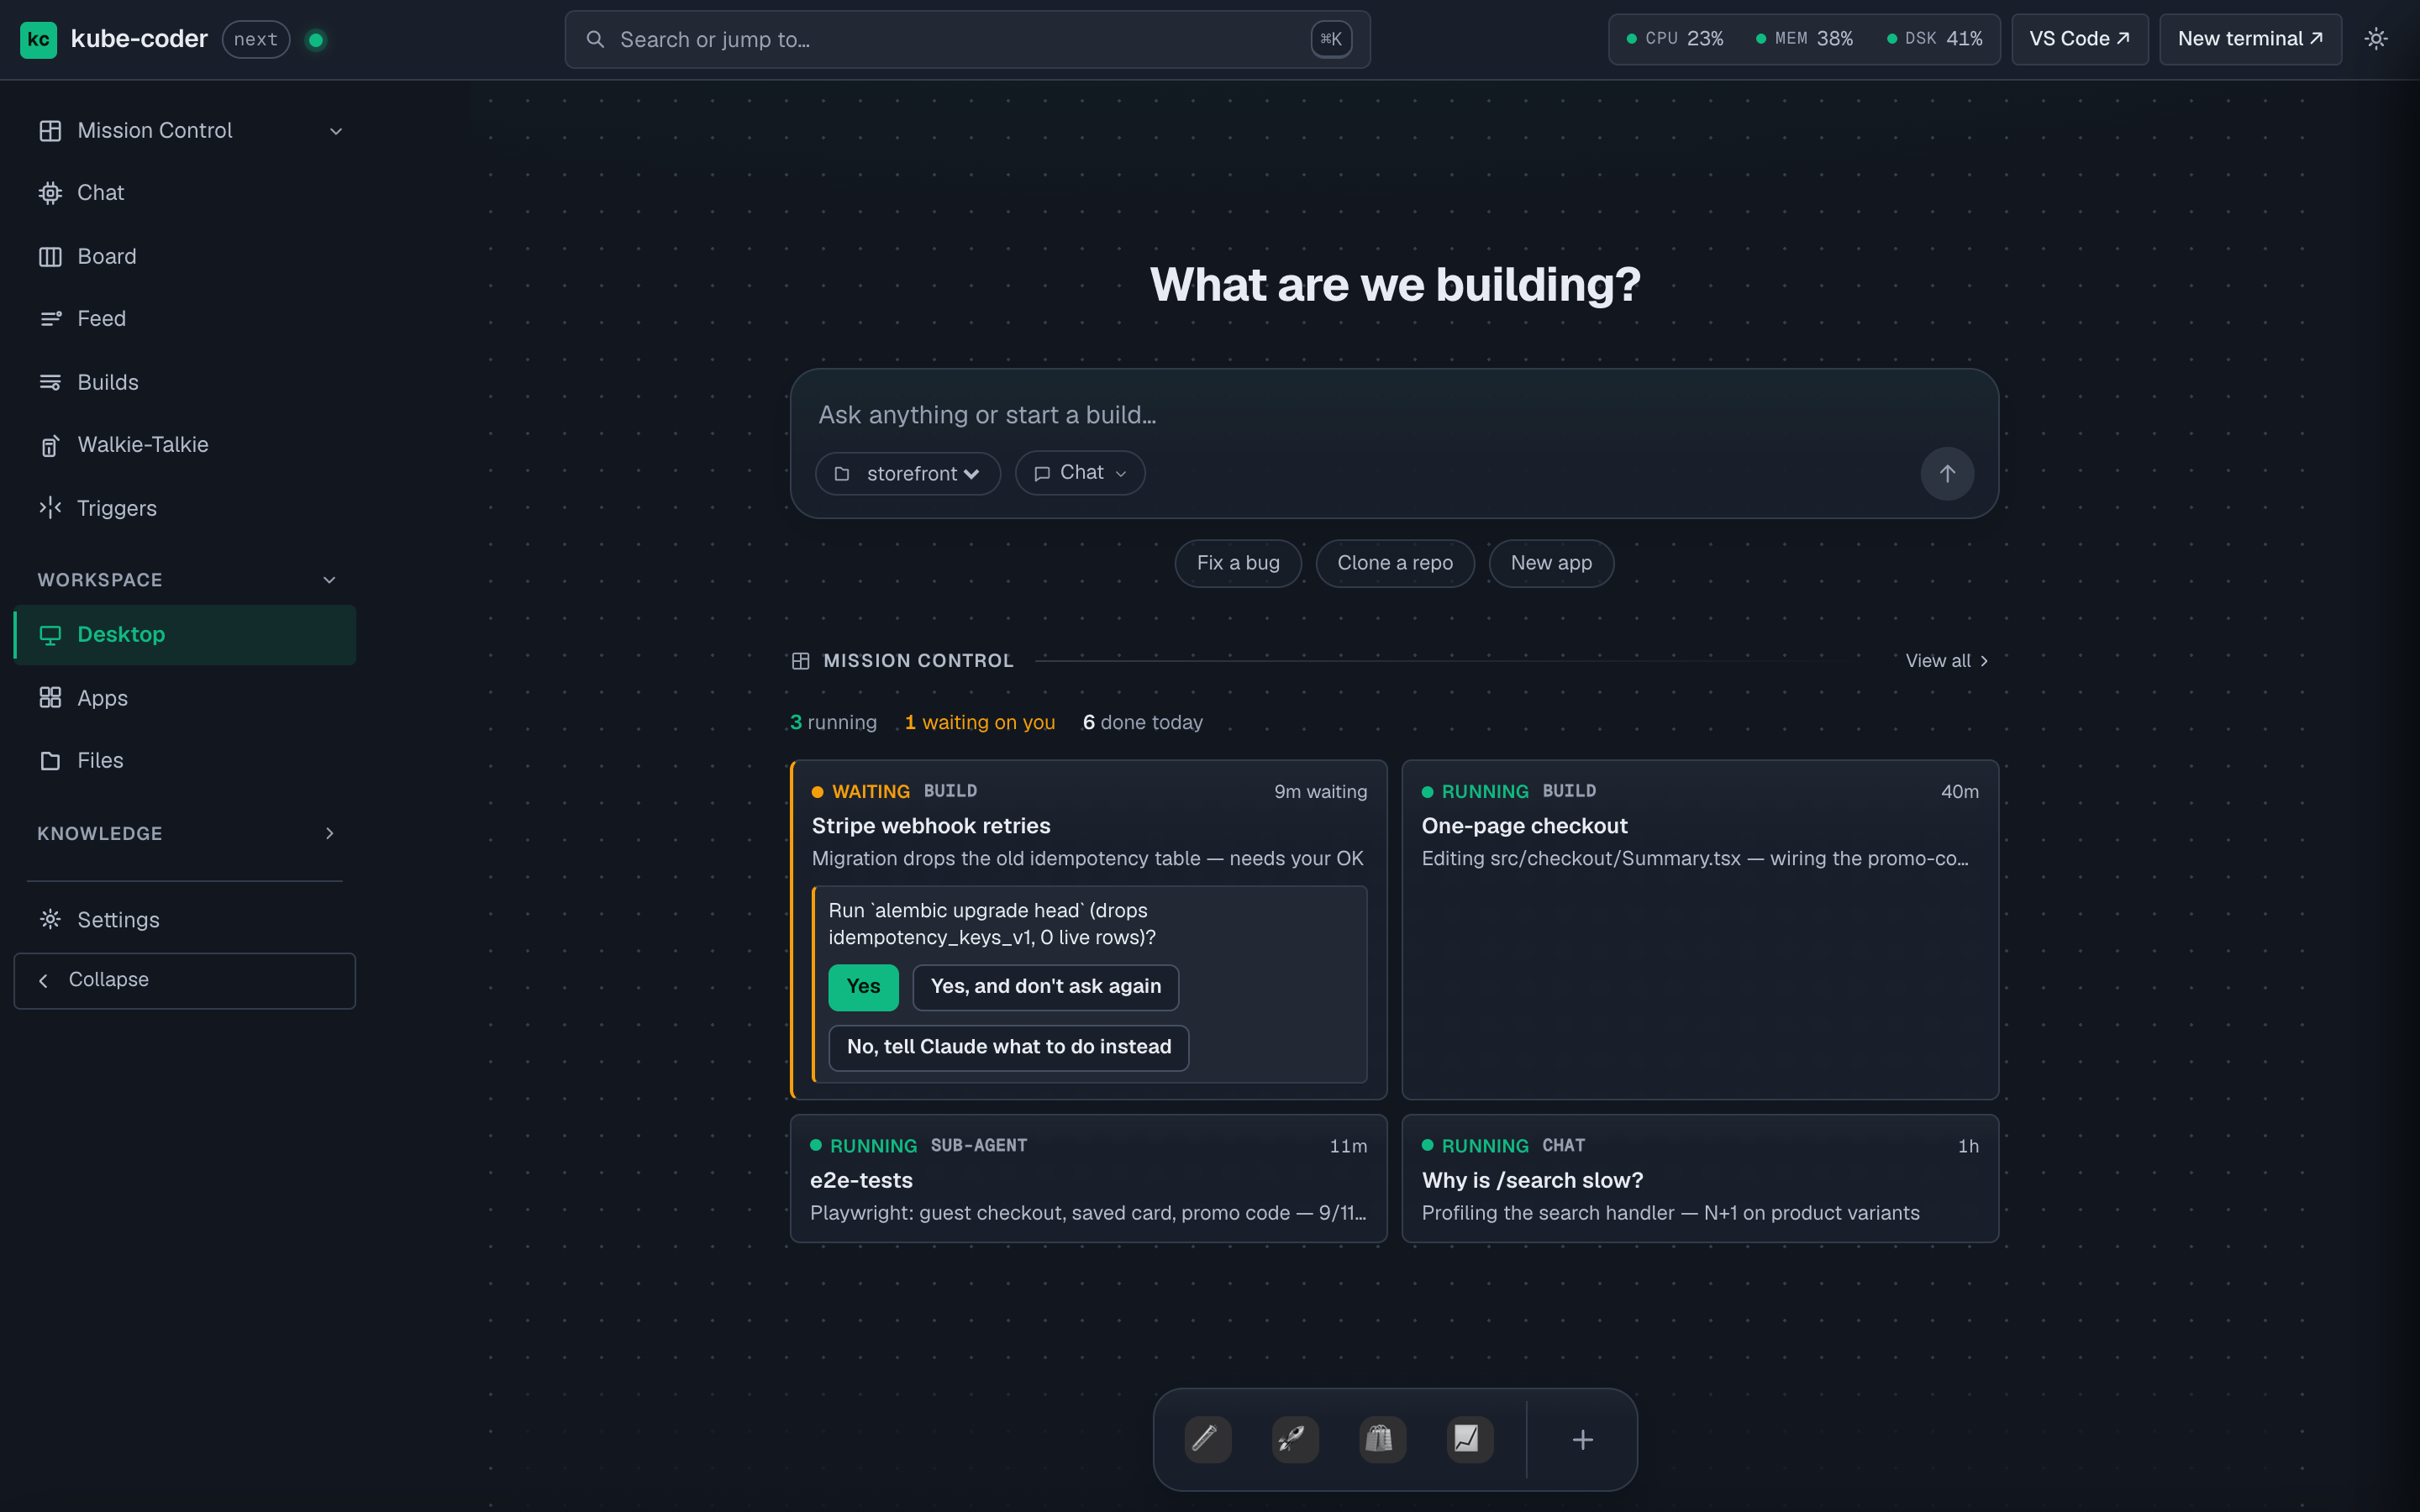 kc kube-coder next
Search or jump to... ⌘K
CPU 23% MEM 38% DSK 41%
VS Code ↗
New terminal ↗
Mission Control
Chat
Board
Feed
Builds
Walkie-Talkie
Triggers
WORKSPACE
Desktop
Apps
Files
KNOWLEDGE
Settings
Collapse
What are we building?
Ask anything or start a build...
storefront
Chat
Fix a bug
Clone a repo
New app
MISSION CONTROL
View all
3 running 1 waiting on you 6 done today
WAITING BUILD 9m waiting
Stripe webhook retries
Migration drops the old idempotency table — needs your OK
Run `alembic upgrade head` (drops
idempotency_keys_v1, 0 live rows)?
Yes
Yes, and don't ask again
No, tell Claude what to do instead
RUNNING BUILD 40m
One-page checkout
Editing src/checkout/Summary.tsx — wiring the promo-co...
RUNNING SUB-AGENT 11m
e2e-tests
Playwright: guest checkout, saved card, promo code — 9/11...
RUNNING CHAT 1h
Why is /search slow?
Profiling the search handler — N+1 on product variants